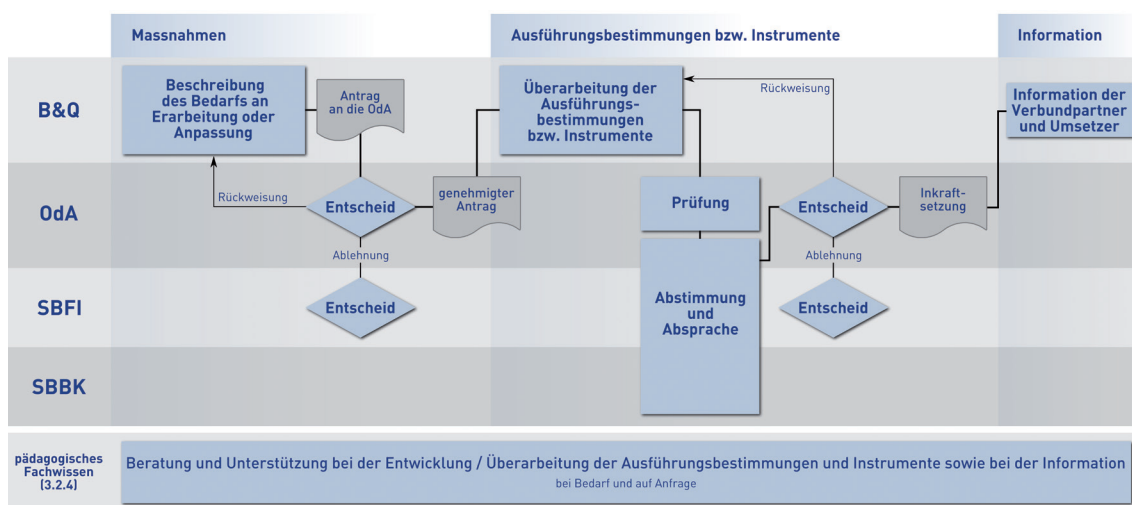 Massnahmen
Ausführungsbestimmungen bzw. Instrumente
Information
B&Q
Beschreibung
des Bedarfs an
Erarbeitung oder
Anpassung
Antrag
an die OdA
Überarbeitung der
Ausführungs-
bestimmungen
bzw. Instrumente
Rückweisung
Information der
Verbundpartner
und Umsetzer
OdA
Rückweisung
Entscheid
genehmigter
Antrag
Prüfung
Entscheid
Inkraft-
setzung
Ablehnung
Ablehnung
SBFI
Entscheid
Abstimmung
und
Absprache
Entscheid
SBBK
pädagogisches
Fachwissen
(3.2.4)
Beratung und Unterstützung bei der Entwicklung / Überarbeitung der Ausführungsbestimmungen und Instrumente sowie bei der Information
bei Bedarf und auf Anfrage